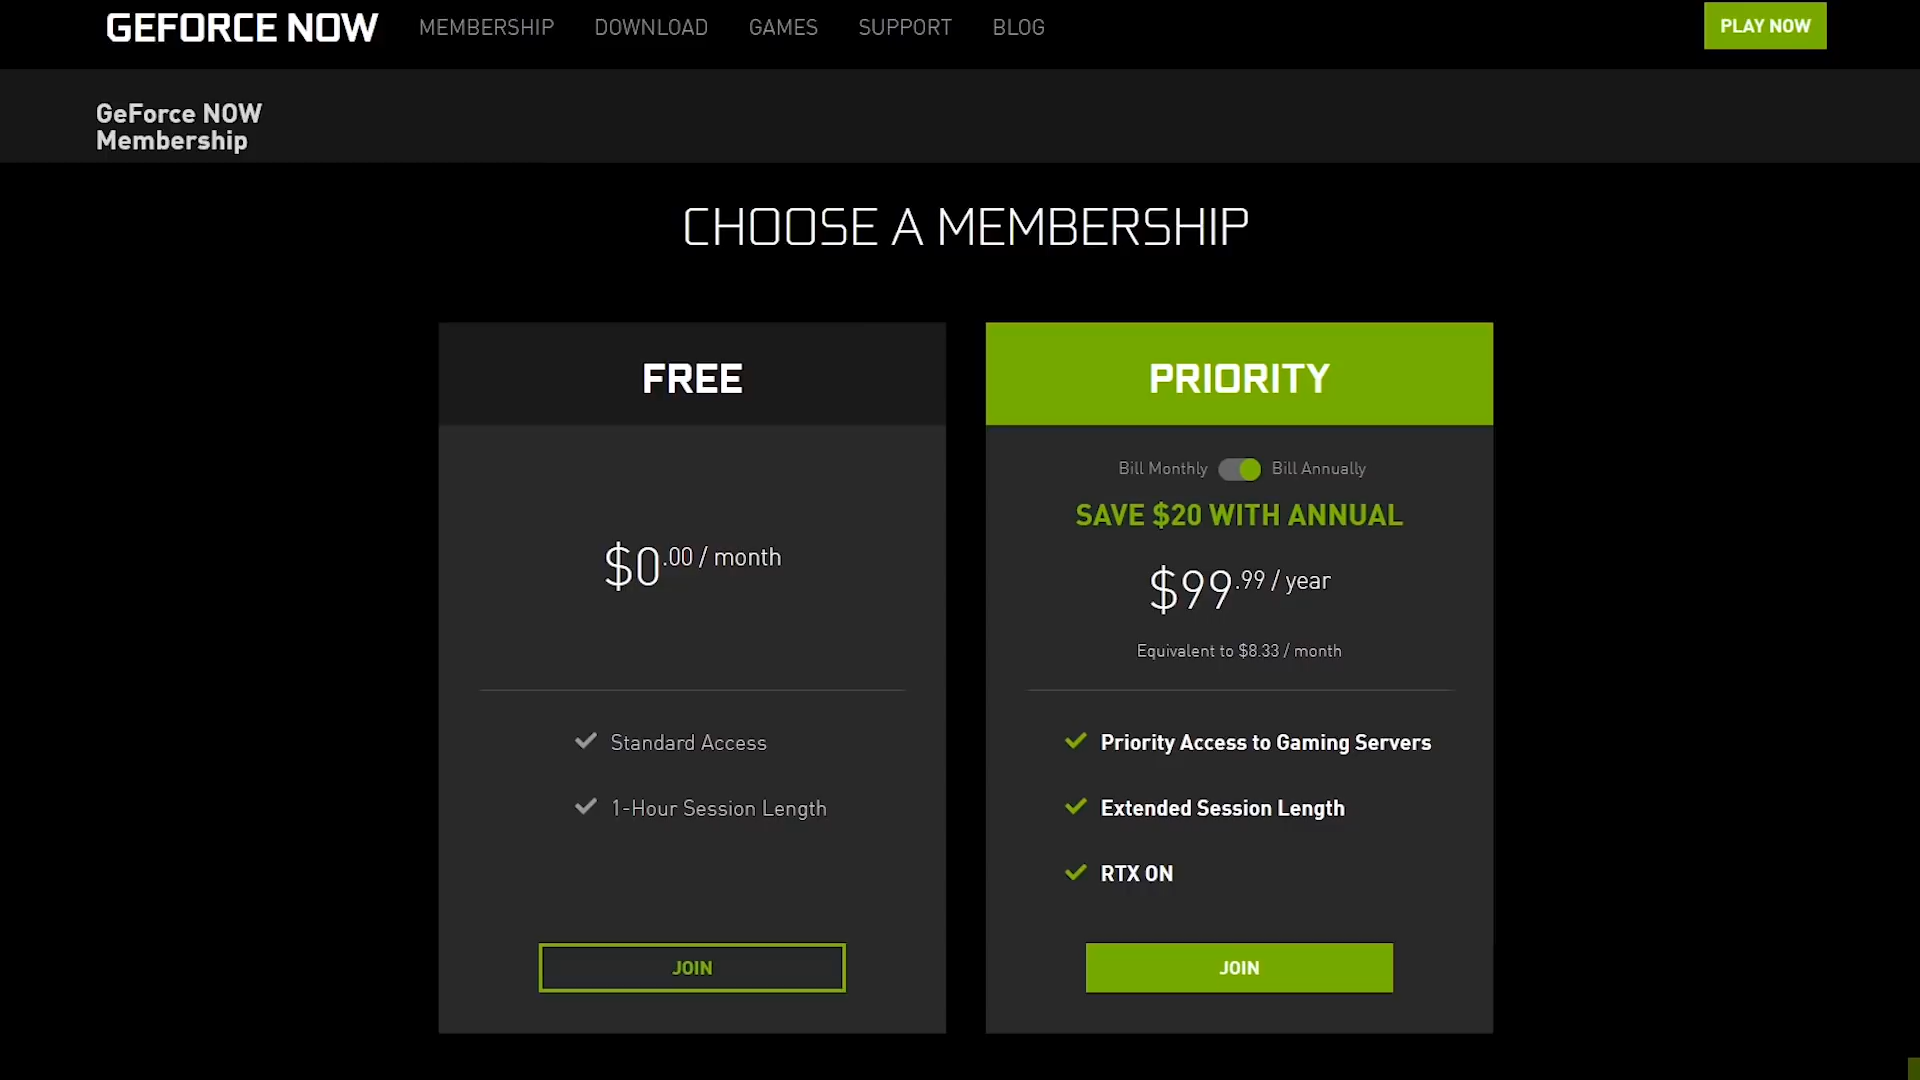 GEFORCE NOW
MEMBERSHIP
DOWNLOAD
GAMES
SUPPORT
BLOG
PLAY NOW
GeForce NOW
Membership
CHOOSE A MEMBERSHIP
FREE
$0.00 / month
Standard Access
1-Hour Session Length
JOIN
PRIORITY
Bill Monthly
Bill Annually
SAVE $20 WITH ANNUAL
$99.99 / year
Equivalent to $8.33 / month
Priority Access to Gaming Servers
Extended Session Length
RTX ON
JOIN